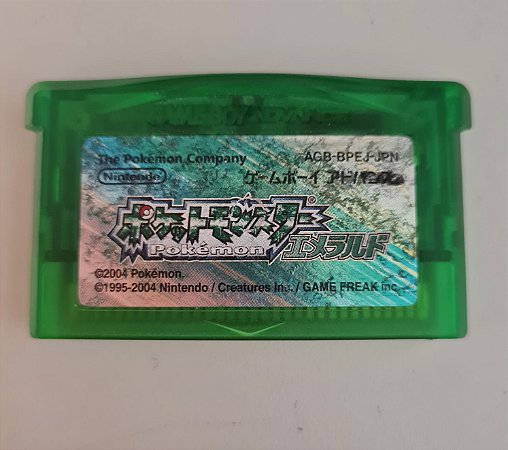 GAME BOY ADVANCE
The Pokémon Company
AGB-BPEJ-JPN
Nintendo
ゲームボーイ アドバンス
ポケットモンスター
Pokémon
エメラルド
©2004 Pokémon.
©1995-2004 Nintendo / Creatures inc. / GAME FREAK inc.